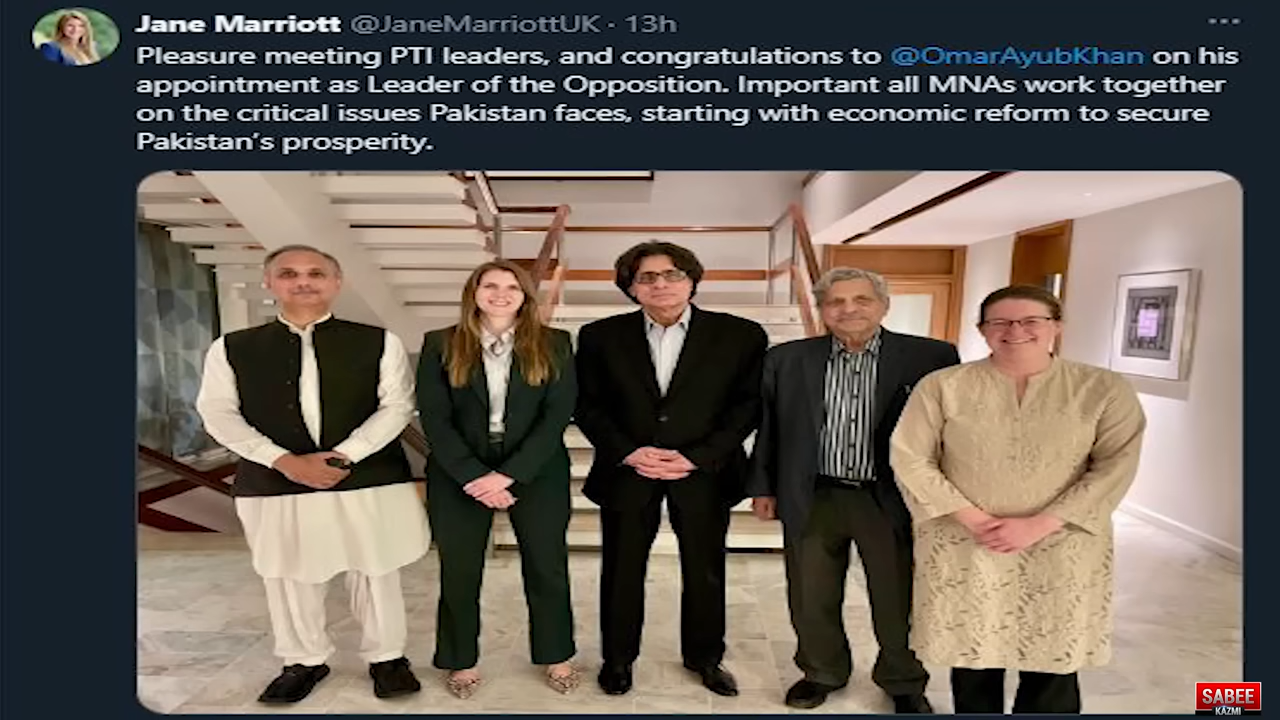 Jane Marriott @JaneMarriottUK · 13h
Pleasure meeting PTI leaders, and congratulations to @OmarAyubKhan on his
appointment as Leader of the Opposition. Important all MNAs work together
on the critical issues Pakistan faces, starting with economic reform to secure
Pakistan’s prosperity.
SABEE
KAZMI